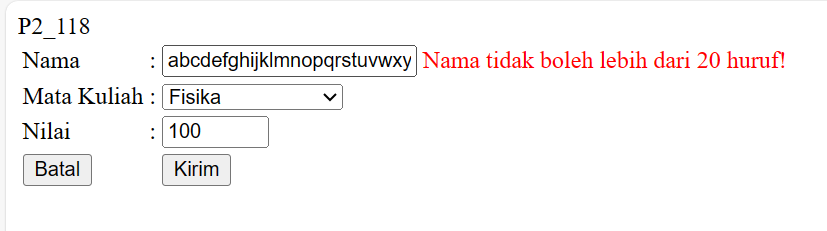 P2_118
Nama : abcdefghijklmnopqrstuvwxy Nama tidak boleh lebih dari 20 huruf!
Mata Kuliah : Fisika
Nilai : 100
Batal Kirim